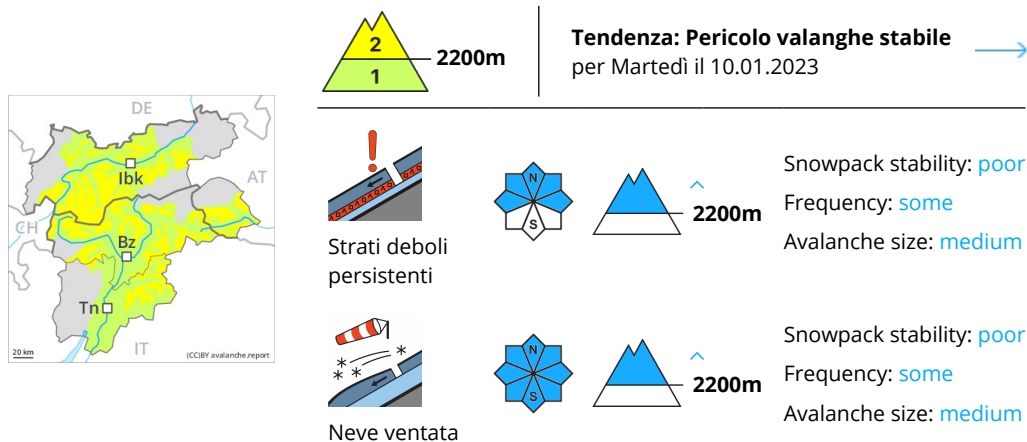 2
2200m
1
Tendenza: Pericolo valanghe stabile
per Martedì il 10.01.2023
DE
Ibk
AT
CH
Bz
Tn
IT
20 km
(CC)BY avalanche.report
Strati deboli
persistenti
N
S
2200m
Snowpack stability: poor
Frequency: some
Avalanche size: medium
Neve ventata
N
S
2200m
Snowpack stability: poor
Frequency: some
Avalanche size: medium